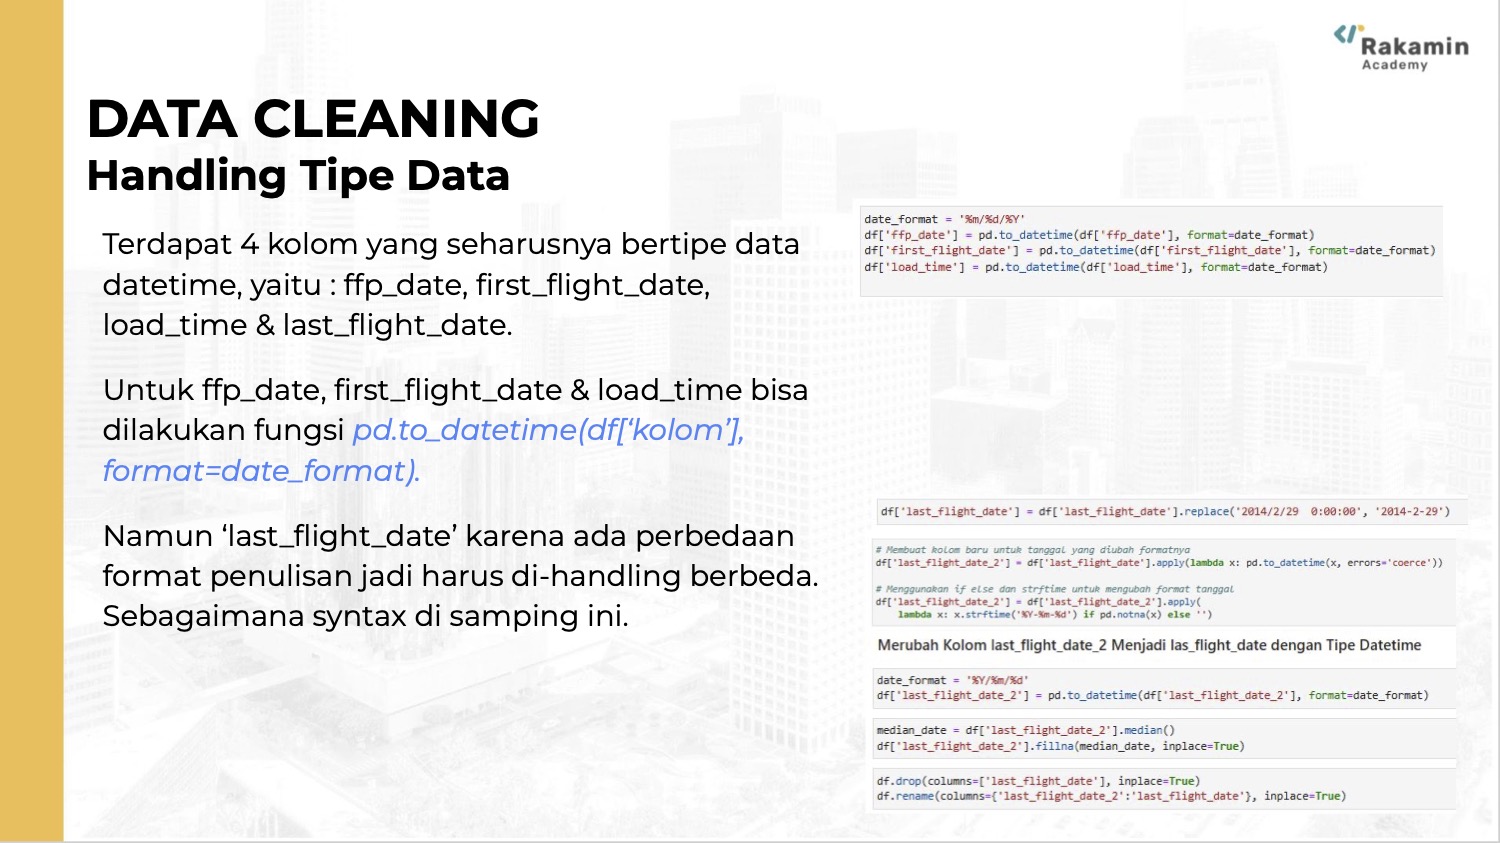 Rakamin
Academy
DATA CLEANING
Handling Tipe Data
Terdapat 4 kolom yang seharusnya bertipe data
datetime, yaitu : ffp_date, first_flight_date,
load_time & last_flight_date.
Untuk ffp_date, first_flight_date & load_time bisa
dilakukan fungsi pd.to_datetime(df[‘kolom’],
format=date_format).
Namun ‘last_flight_date’ karena ada perbedaan
format penulisan jadi harus di-handling berbeda.
Sebagaimana syntax di samping ini.
date_format = '%m/%d/%Y'
df['ffp_date'] = pd.to_datetime(df['ffp_date'], format=date_format)
df['first_flight_date'] = pd.to_datetime(df['first_flight_date'], format=date_format)
df['load_time'] = pd.to_datetime(df['load_time'], format=date_format)
df['last_flight_date'] = df['last_flight_date'].replace('2014/2/29  0:00:00', '2014-2-29')
# Membuat kolom baru untuk tanggal yang diubah formatnya
df['last_flight_date_2'] = df['last_flight_date'].apply(lambda x: pd.to_datetime(x, errors='coerce'))
# Menggunakan if else dan strftime untuk mengubah format tanggal
df['last_flight_date_2'] = df['last_flight_date_2'].apply(
    lambda x: x.strftime('%Y-%m-%d') if pd.notna(x) else '')
Merubah Kolom last_flight_date_2 Menjadi las_flight_date dengan Tipe Datetime
date_format = '%Y/%m/%d'
df['last_flight_date_2'] = pd.to_datetime(df['last_flight_date_2'], format=date_format)
median_date = df['last_flight_date_2'].median()
df['last_flight_date_2'].fillna(median_date, inplace=True)
df.drop(columns=['last_flight_date'], inplace=True)
df.rename(columns={'last_flight_date_2':'last_flight_date'}, inplace=True)